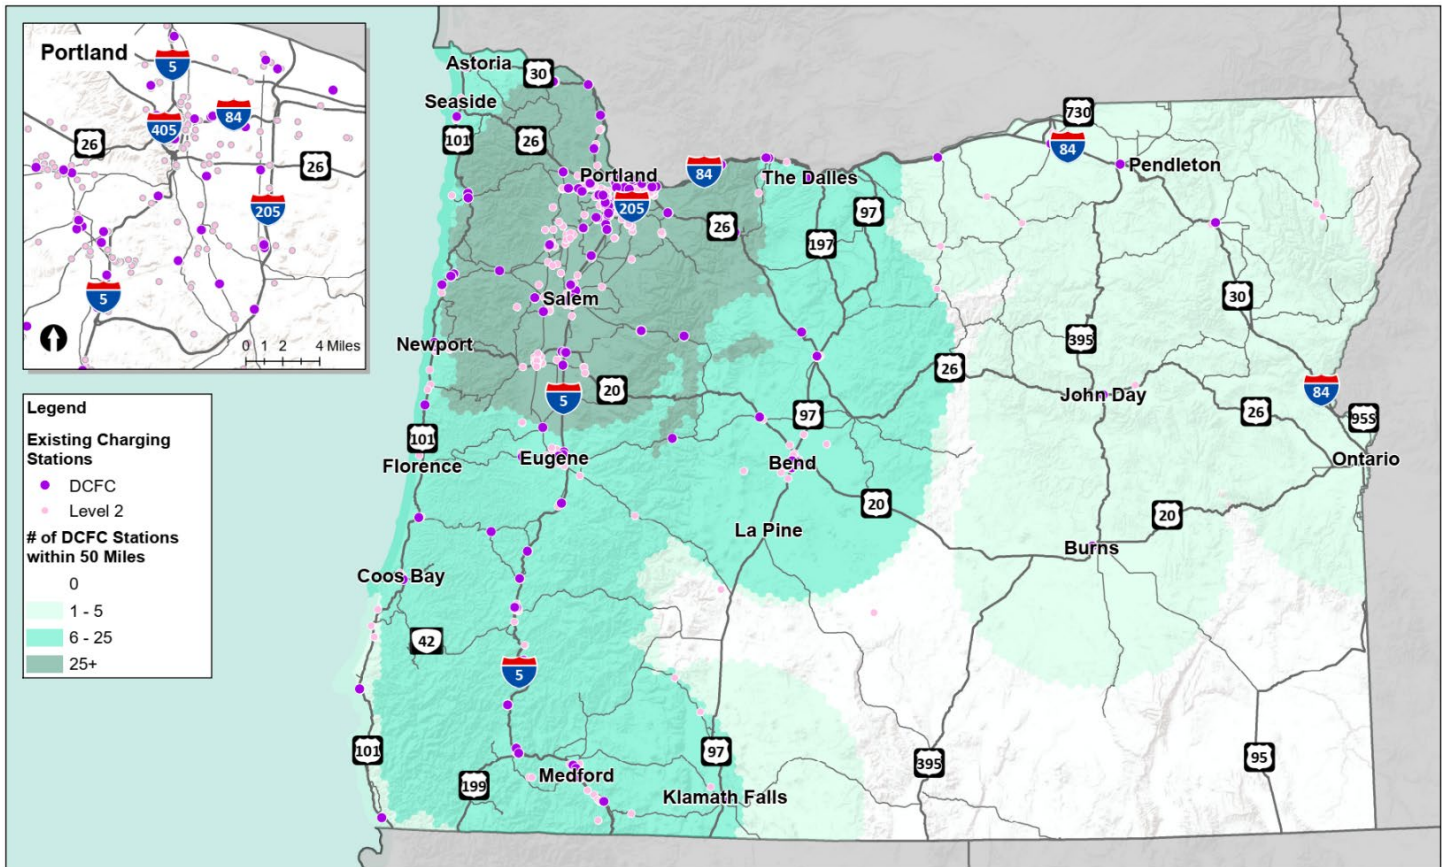 Portland
5
84
405
26
26
205
5
0 1 2 4 Miles
Legend
Existing Charging
Stations
DCFC
Level 2
# of DCFC Stations
within 50 Miles
0
1 - 5
6 - 25
25+
Astoria
30
Seaside
101
26
730
84
Pendleton
Portland
84
The Dalles
205
97
26
197
30
Salem
Newport
395
26
20
5
John Day
84
26
955
97
101
Florence
Eugene
Bend
Ontario
20
20
La Pine
Burns
Coos Bay
42
5
101
97
395
95
199
Medford
Klamath Falls